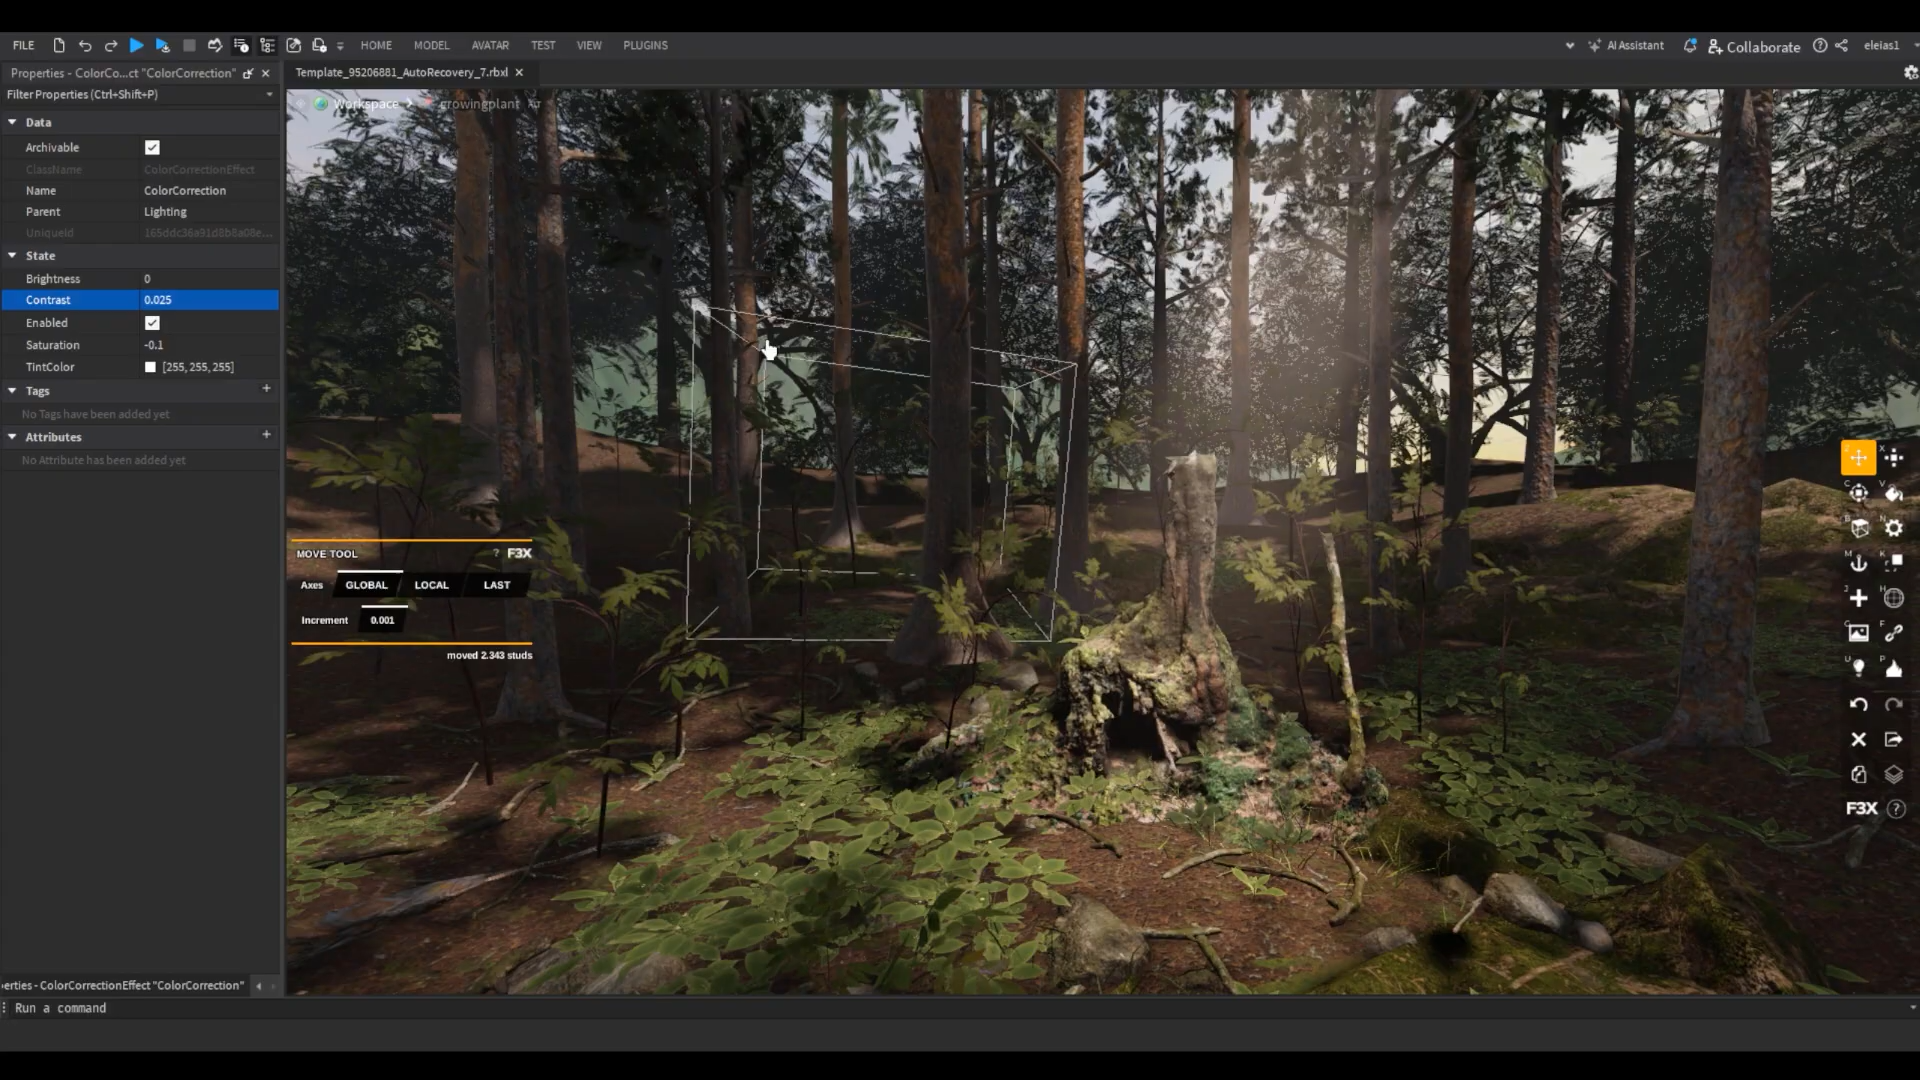 FILE HOME MODEL AVATAR TEST VIEW PLUGINS AI Assistant Collaborate eleias1
Properties - ColorCo...ct "ColorCorrection"
Template_95206881_AutoRecovery_7.rbxl
Filter Properties (Ctrl+Shift+P)
Workspace growingplant
Data
Archivable
ClassName ColorCorrectionEffect
Name ColorCorrection
Parent Lighting
UniqueId 165ddc36a91d8b8a08e...
State
Brightness 0
Contrast 0.025
Enabled
Saturation -0.1
TintColor [255, 255, 255]
Tags
No Tags have been added yet
Attributes
No Attribute has been added yet
MOVE TOOL ? F3X
Axes GLOBAL LOCAL LAST
Increment 0.001
moved 2.343 studs
F3X ?
erties - ColorCorrectionEffect "ColorCorrection"
Run a command